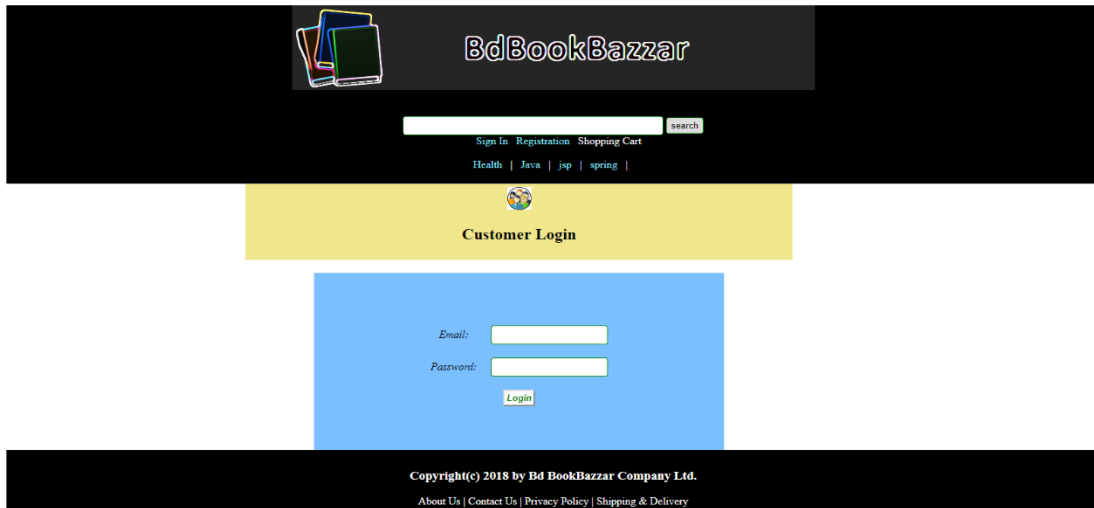 BdBookBazzar
search
Sign In Registration Shopping Cart
Health | Java | jsp | spring |
Customer Login
Email:
Password:
Login
Copyright(c) 2018 by Bd BookBazzar Company Ltd.
About Us | Contact Us | Privacy Policy | Shipping & Delivery